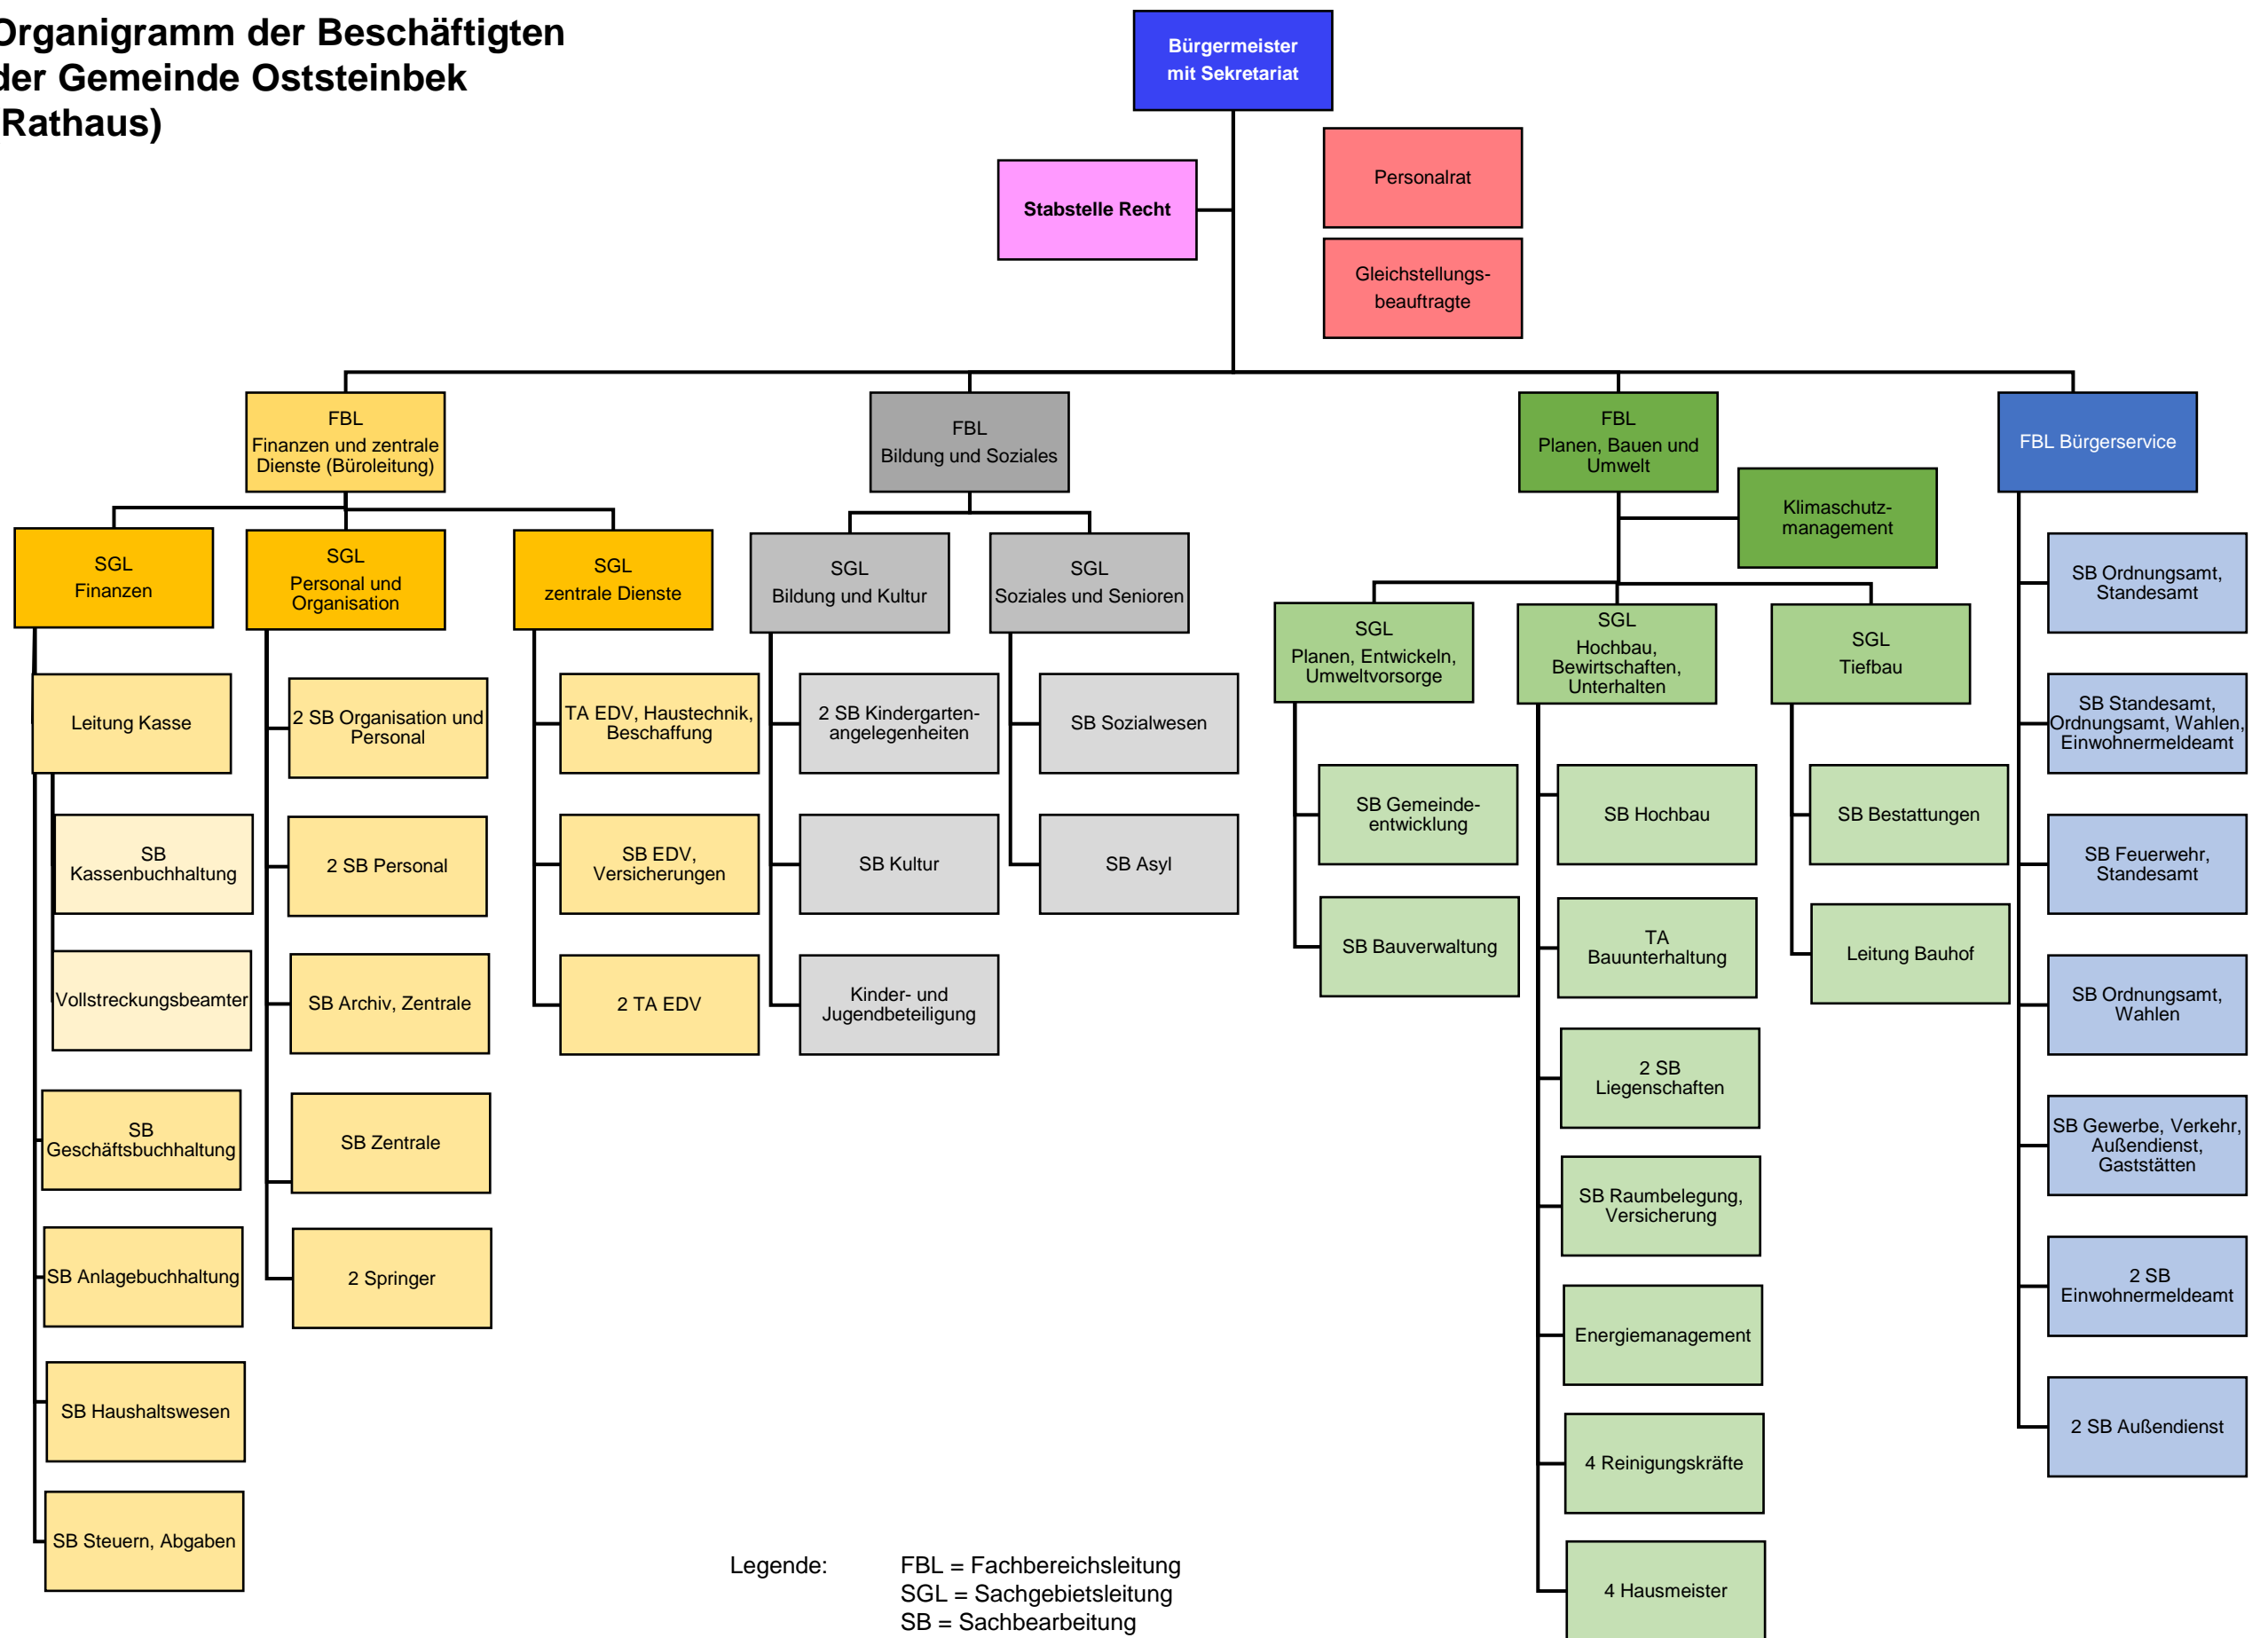 Organigramm der Beschäftigten
der Gemeinde Oststeinbek
(Rathaus)
Bürgermeister
mit Sekretariat
Personalrat
Stabstelle Recht
Gleichstellungs-
beauftragte
FBL
Finanzen und zentrale
Dienste (Büroleitung)
FBL
Bildung und Soziales
FBL
Planen, Bauen und
Umwelt
FBL Bürgerservice
Klimaschutz-
management
SGL
Finanzen
SGL
Personal und
Organisation
SGL
zentrale Dienste
SGL
Bildung und Kultur
SGL
Soziales und Senioren
SGL
Planen, Entwickeln,
Umweltvorsorge
SGL
Hochbau,
Bewirtschaften,
Unterhalten
SGL
Tiefbau
Leitung Kasse
SB
Kassenbuchhaltung
Vollstreckungsbeamter
SB
Geschäftsbuchhaltung
SB Anlagebuchhaltung
SB Haushaltswesen
SB Steuern, Abgaben
2 SB Organisation und
Personal
2 SB Personal
SB Archiv, Zentrale
SB Zentrale
2 Springer
TA EDV, Haustechnik,
Beschaffung
SB EDV,
Versicherungen
2 TA EDV
2 SB Kindergarten-
angelegenheiten
SB Kultur
Kinder- und
Jugendbeteiligung
SB Sozialwesen
SB Asyl
SB Gemeinde-
entwicklung
SB Bauverwaltung
SB Hochbau
TA
Bauunterhaltung
2 SB
Liegenschaften
SB Raumbelegung,
Versicherung
Energiemanagement
4 Reinigungskräfte
4 Hausmeister
SB Bestattungen
Leitung Bauhof
SB Ordnungsamt,
Standesamt
SB Standesamt,
Ordnungsamt, Wahlen,
Einwohnermeldeamt
SB Feuerwehr,
Standesamt
SB Ordnungsamt,
Wahlen
SB Gewerbe, Verkehr,
Außendienst,
Gaststätten
2 SB
Einwohnermeldeamt
2 SB Außendienst
Legende:
FBL = Fachbereichsleitung
SGL = Sachgebietsleitung
SB = Sachbearbeitung